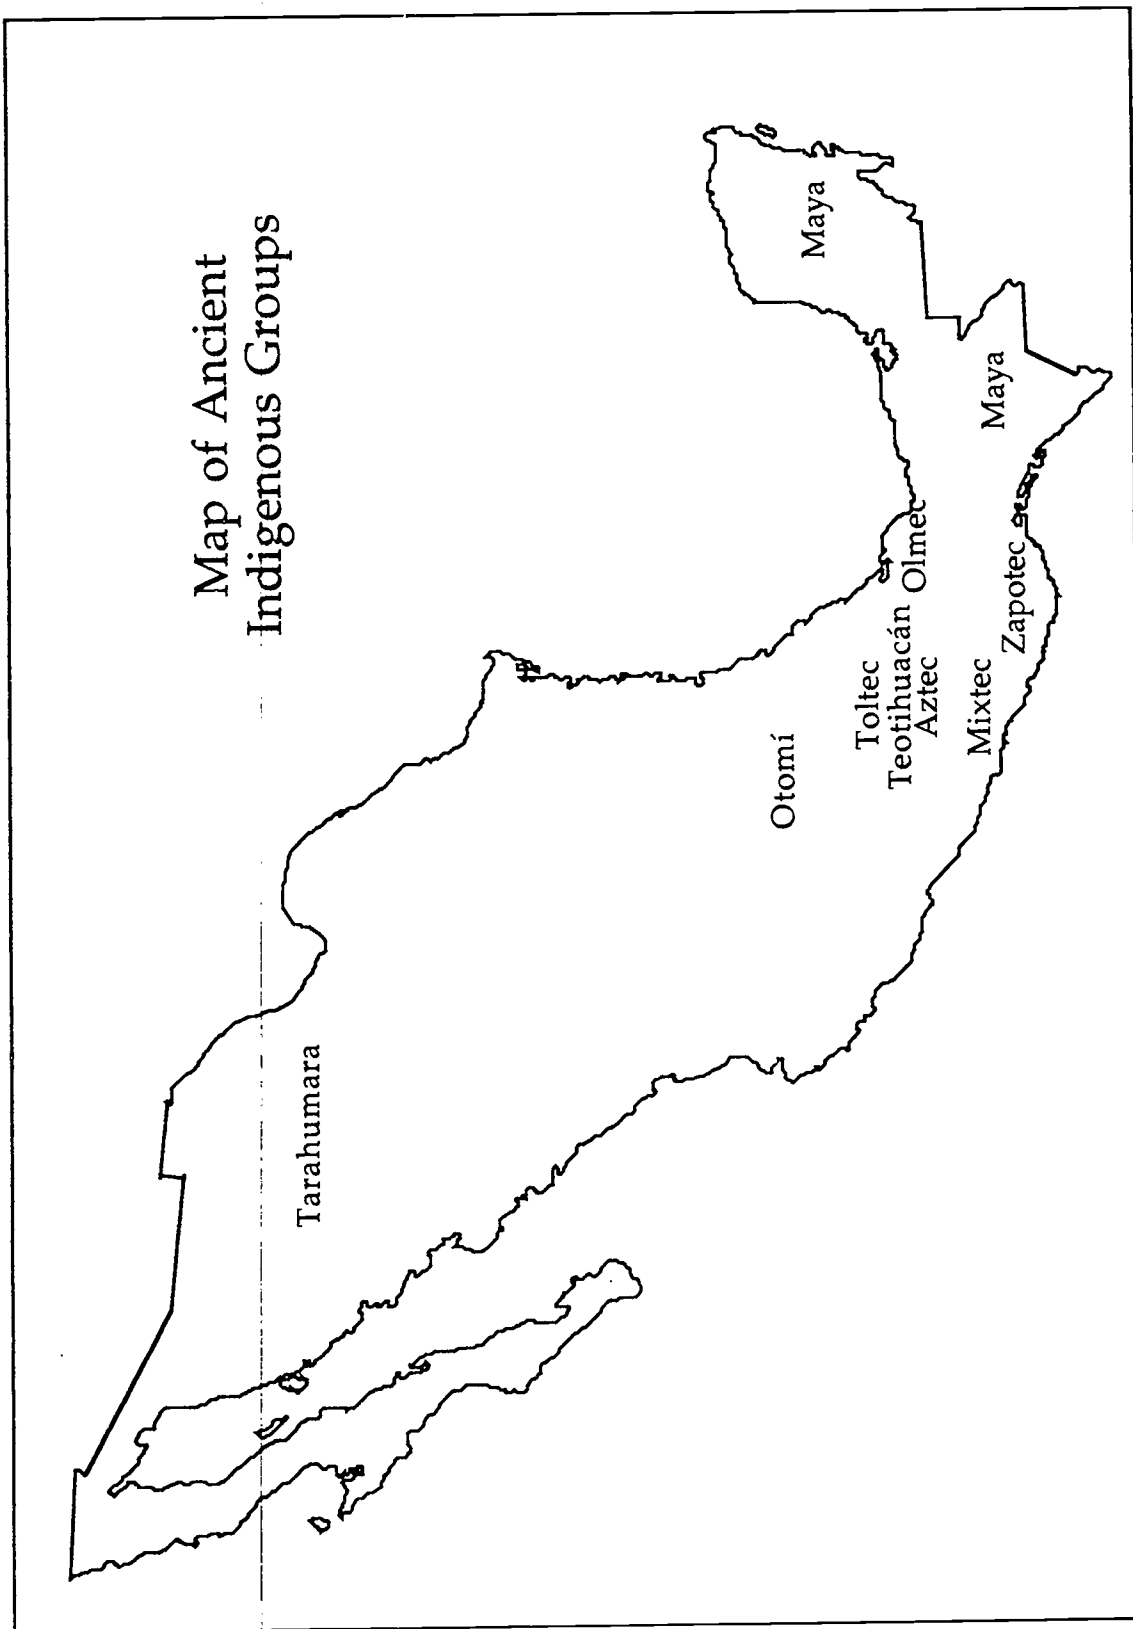 Map of Ancient
Indigenous Groups
Tarahumara
Otomí
Maya
Toltec
Teotihuacán
Aztec
Olmec
Mixtec
Zapotec
Maya